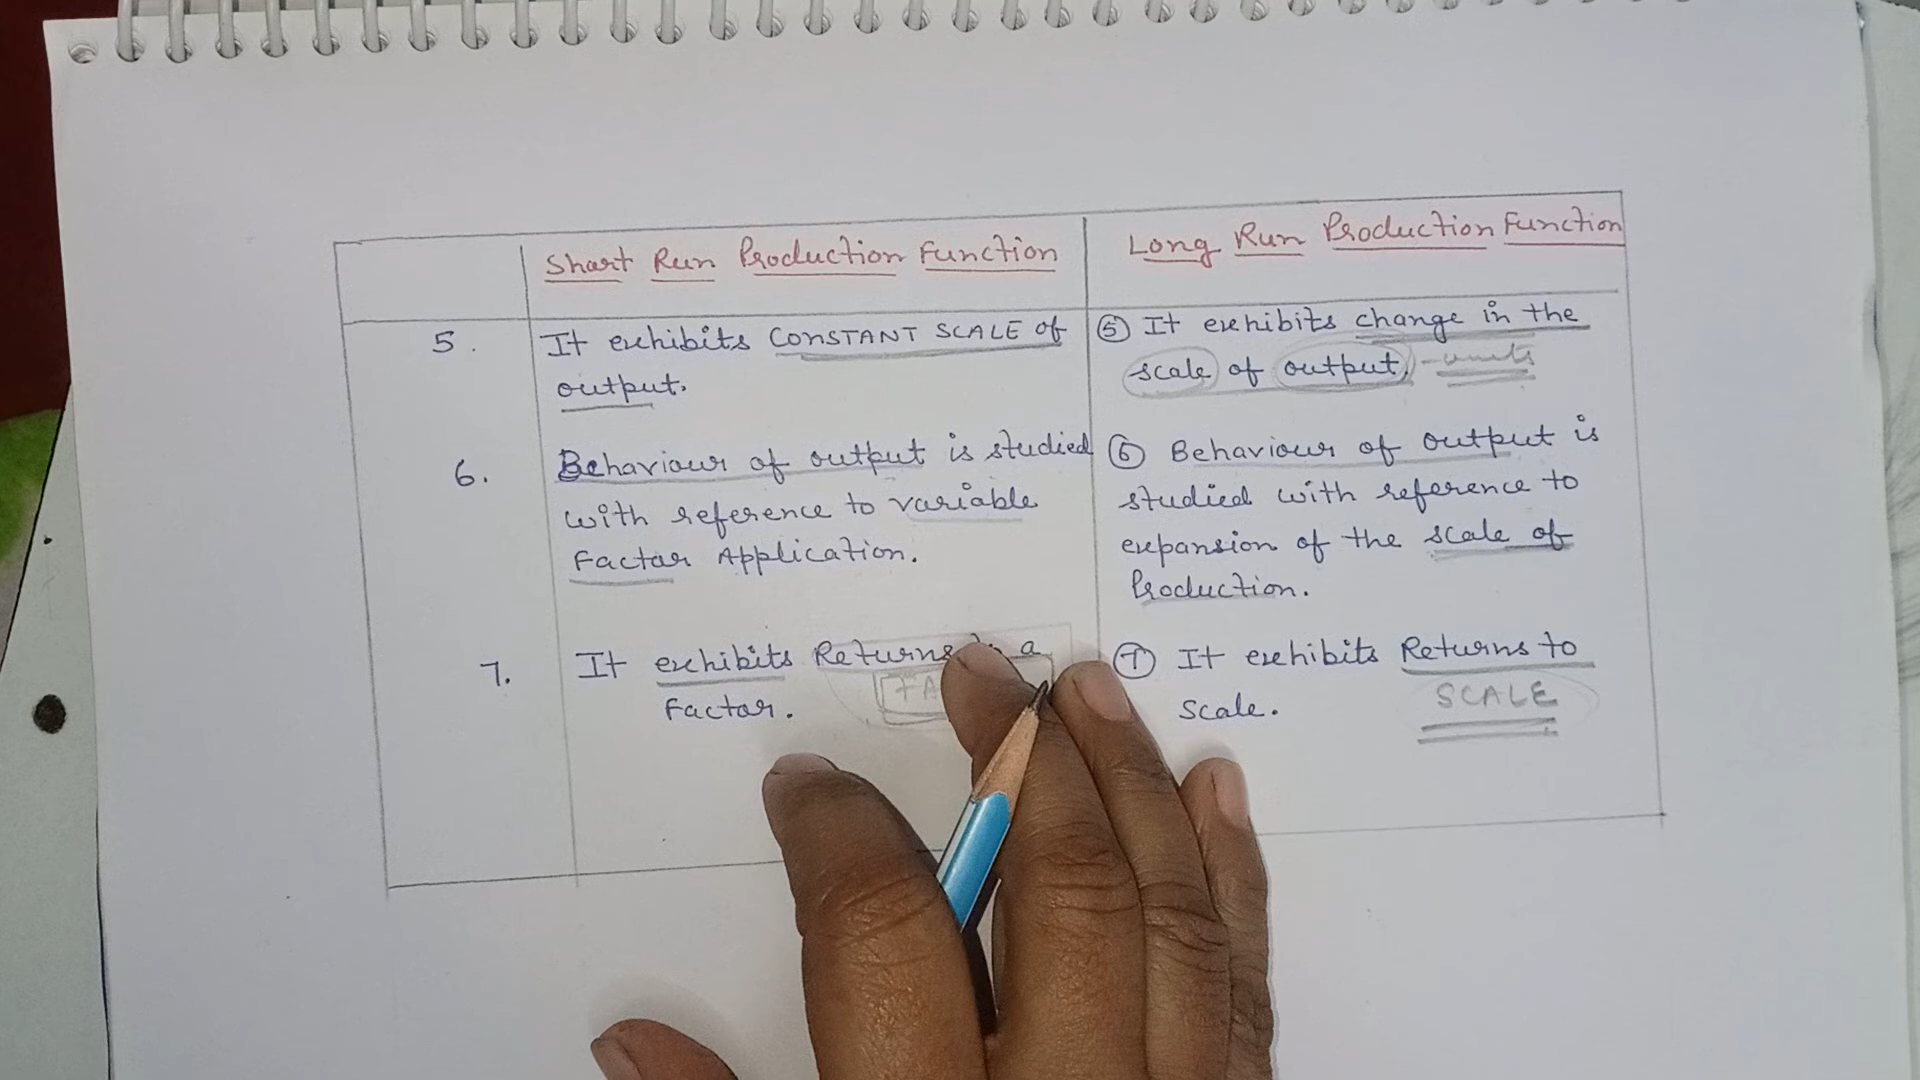 Short Run Production Function
Long Run Production Function
5.
It exhibits CONSTANT SCALE of
output.
⑤ It exhibits change in the
scale of output. - units
6.
Behaviour of output is studied
with reference to variable
Factor Application.
⑥ Behaviour of output is
studied with reference to
expansion of the scale of
Production.
7.
It exhibits Returns a
Factor.
⑦ It exhibits Returns to
scale.
SCALE